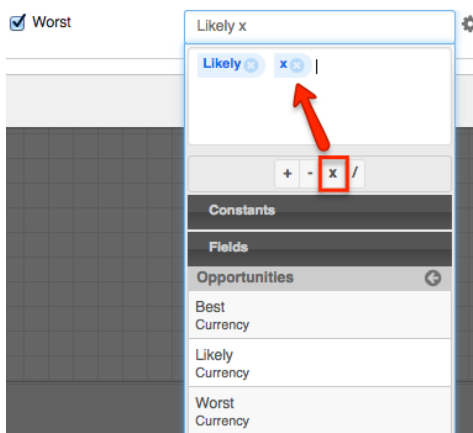 Worst
Likely x
Likely x
+ - x /
Constants
Fields
Opportunities
Best
Currency
Likely
Currency
Worst
Currency